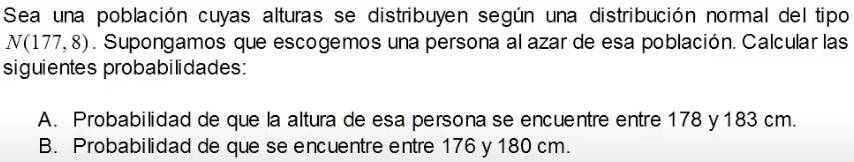 Sea una población cuyas alturas se distribuyen según una distribución normal del tipo
N(177, 8). Supongamos que escogemos una persona al azar de esa población. Calcular las
siguientes probabilidades:
A. Probabilidad de que la altura de esa persona se encuentre entre 178 y 183 cm.
B. Probabilidad de que se encuentre entre 176 y 180 cm.